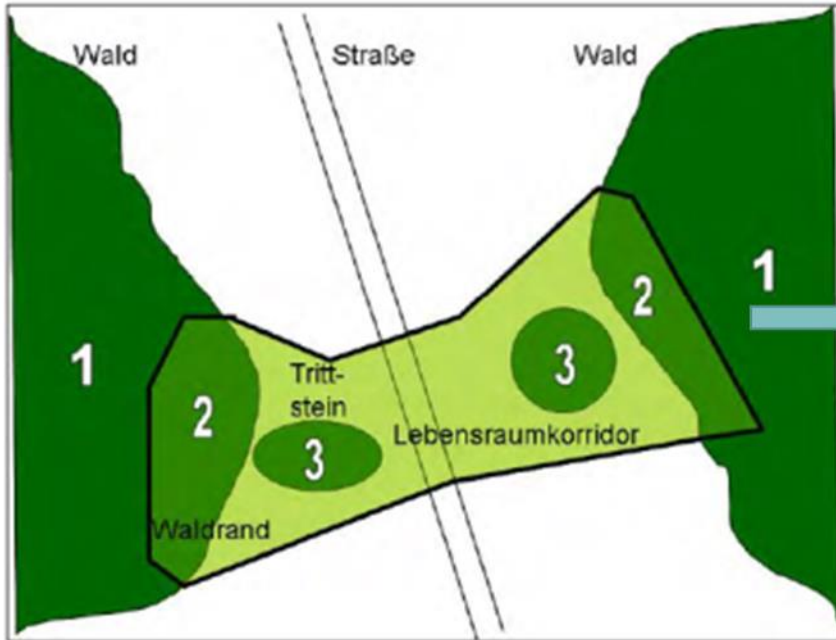 Wald
Straße
Wald
1
2
1
3
Tritt-
stein
2
Lebensraumkorridor
3
Waldrand